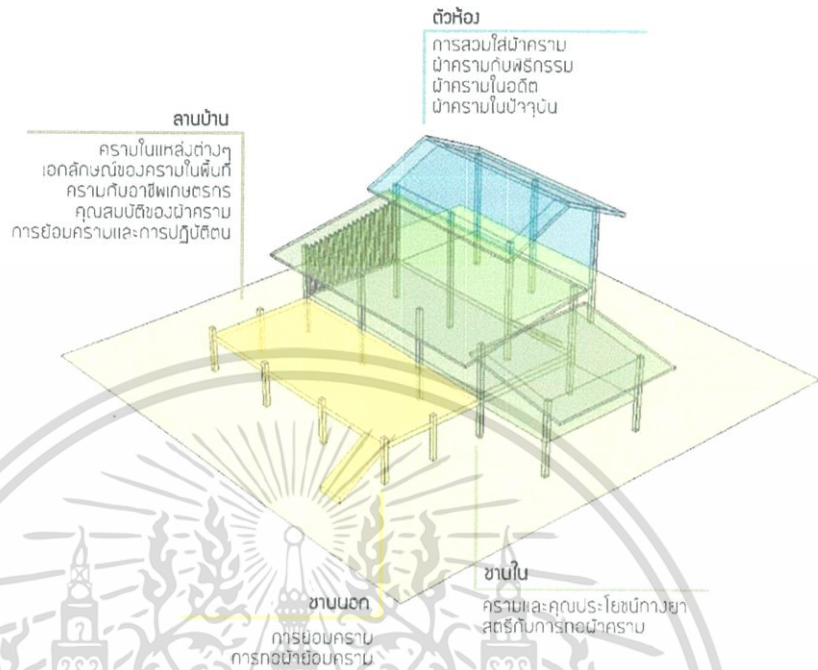 ตัวห้อง
การสวมใส่ผ้าคราม
ผ้าครามกับพิธีกรรม
ผ้าครามในอดีต
ผ้าครามในปัจจุบัน
ลานบ้าน
ครามในแหล่งต่างๆ
เอกลักษณ์ของครามในพื้นที่
ครามกับอาชีพเกษตรกร
คุณสมบัติของผ้าคราม
การย้อมครามและการปฏิบัติตน
ชานใน
ครามและคุณประโยชน์ทางยา
สตรีกับการทอผ้าคราม
ชานนอก
การย้อมคราม
การทอผ้าย้อมคราม